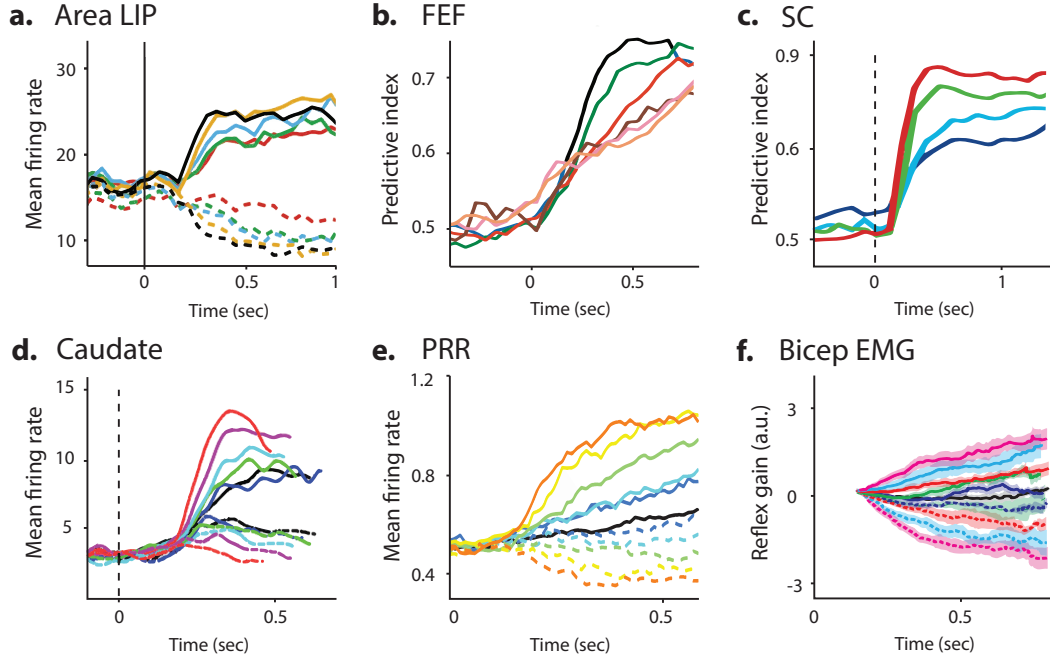 a. Area LIP
Mean firing rate
30
20
10
0
0.5
1
Time (sec)
b. FEF
Predictive index
0.7
0.6
0.5
0
0.5
Time (sec)
c. SC
Predictive index
0.9
0.6
0.5
0
1
Time (sec)
d. Caudate
Mean firing rate
15
10
5
0
0.5
Time (sec)
e. PRR
Mean firing rate
1.2
0.8
0.4
0
0.5
Time (sec)
f. Bicep EMG
Reflex gain (a.u.)
3
0
-3
0
0.5
Time (sec)